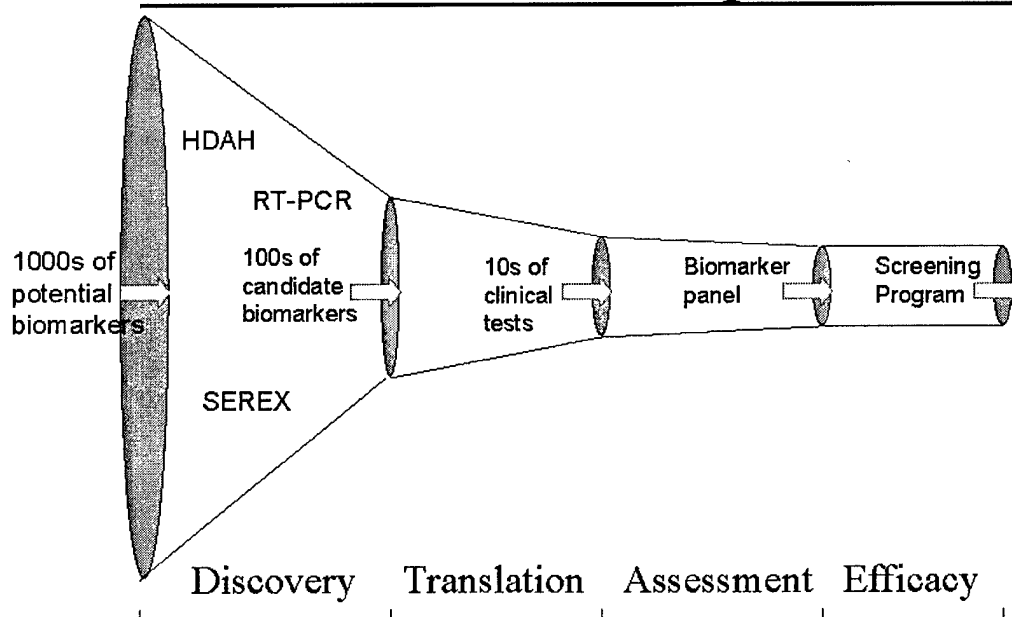 HDAH
RT-PCR
1000s of
potential
biomarkers
100s of
candidate
biomarkers
10s of
clinical
tests
Biomarker
panel
Screening
Program
SEREX
Discovery
Translation
Assessment
Efficacy